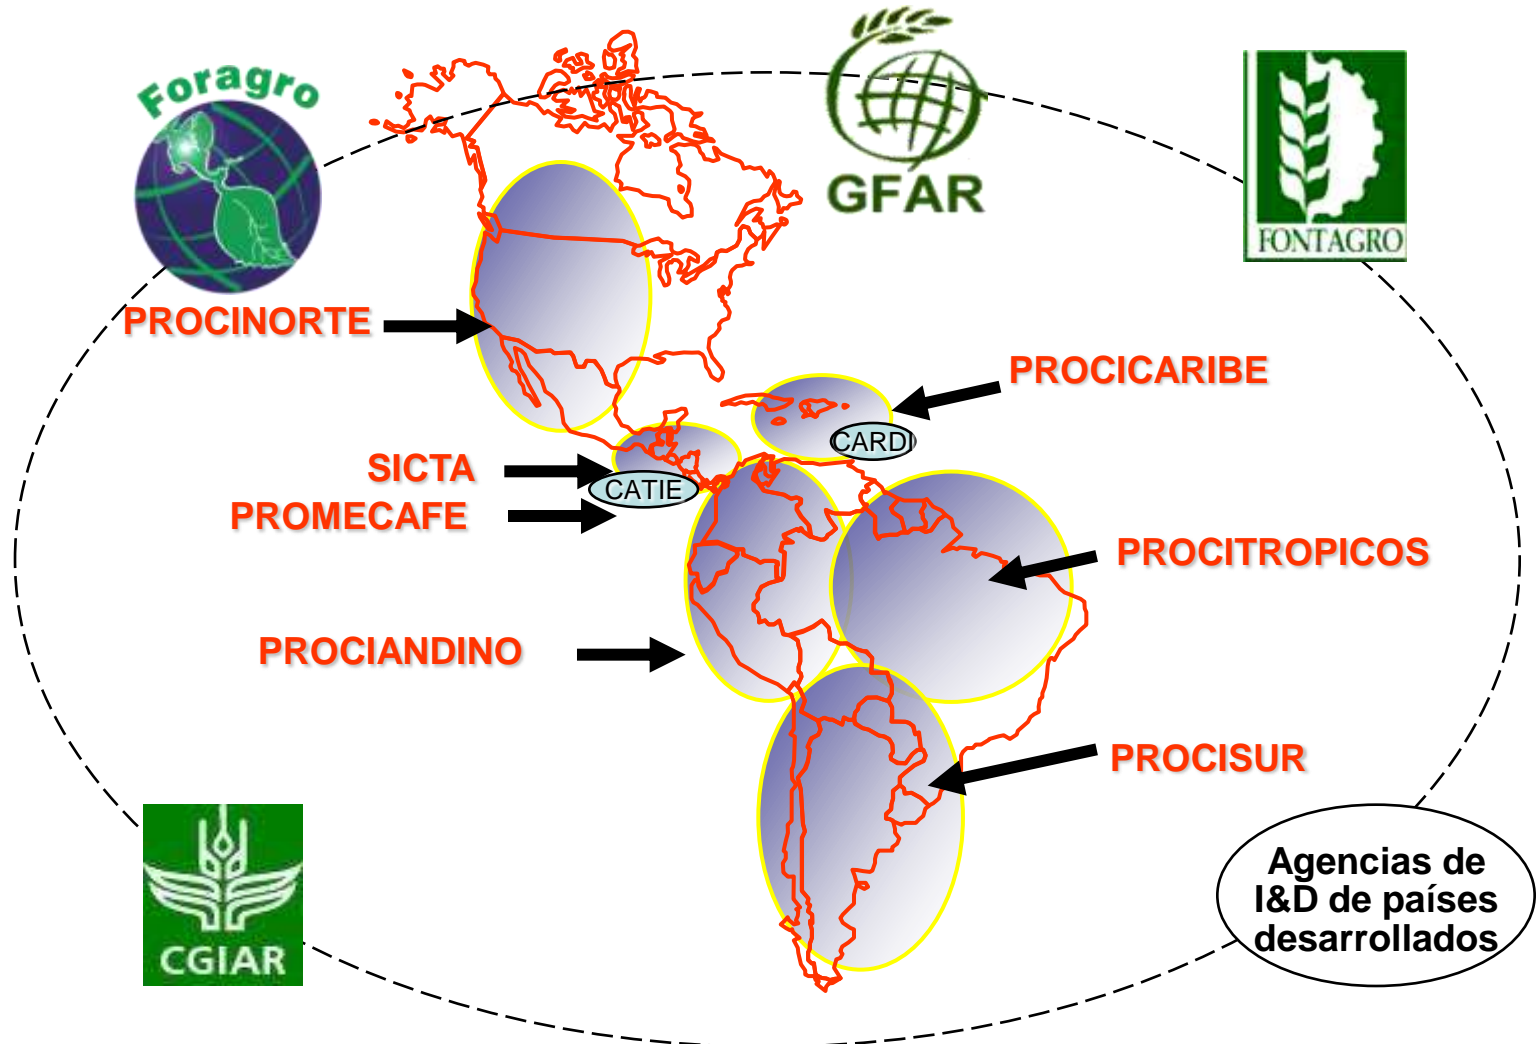 Foragro
GFAR
FONTAGRO
PROCINORTE
PROCICARIBE
CARDI
SICTA
CATIE
PROMECAFE
PROCITROPICOS
PROCIANDINO
PROCISUR
CGIAR
Agencias de
I&D de países
desarrollados